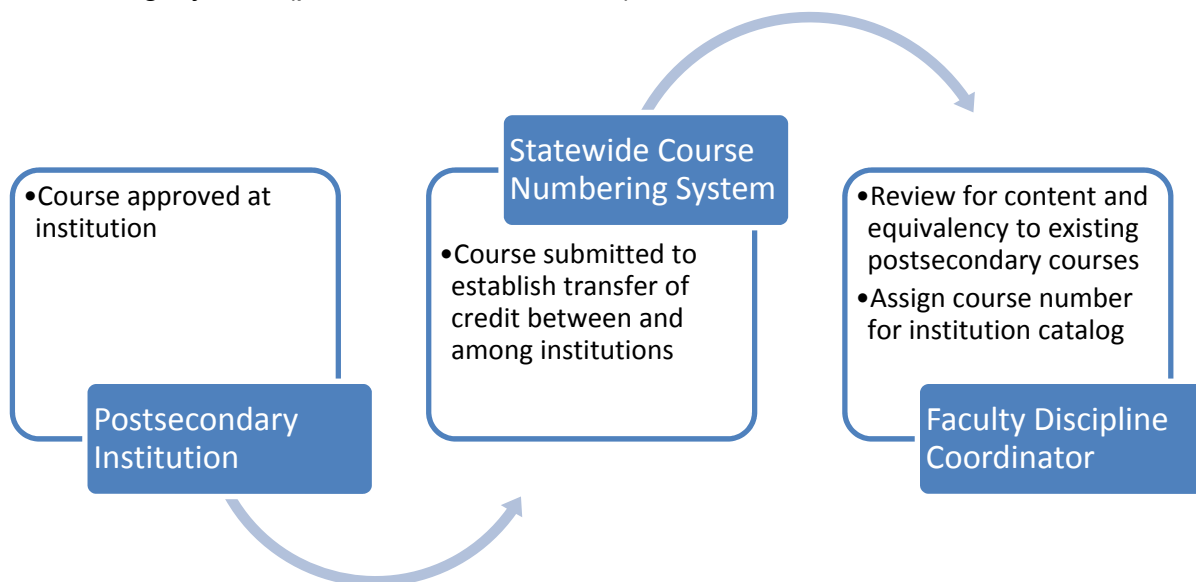 •Course approved at
institution
Postsecondary
Institution
Statewide Course
Numbering System
•Course submitted to
establish transfer of
credit between and
among institutions
•Review for content and
equivalency to existing
postsecondary courses
•Assign course number
for institution catalog
Faculty Discipline
Coordinator